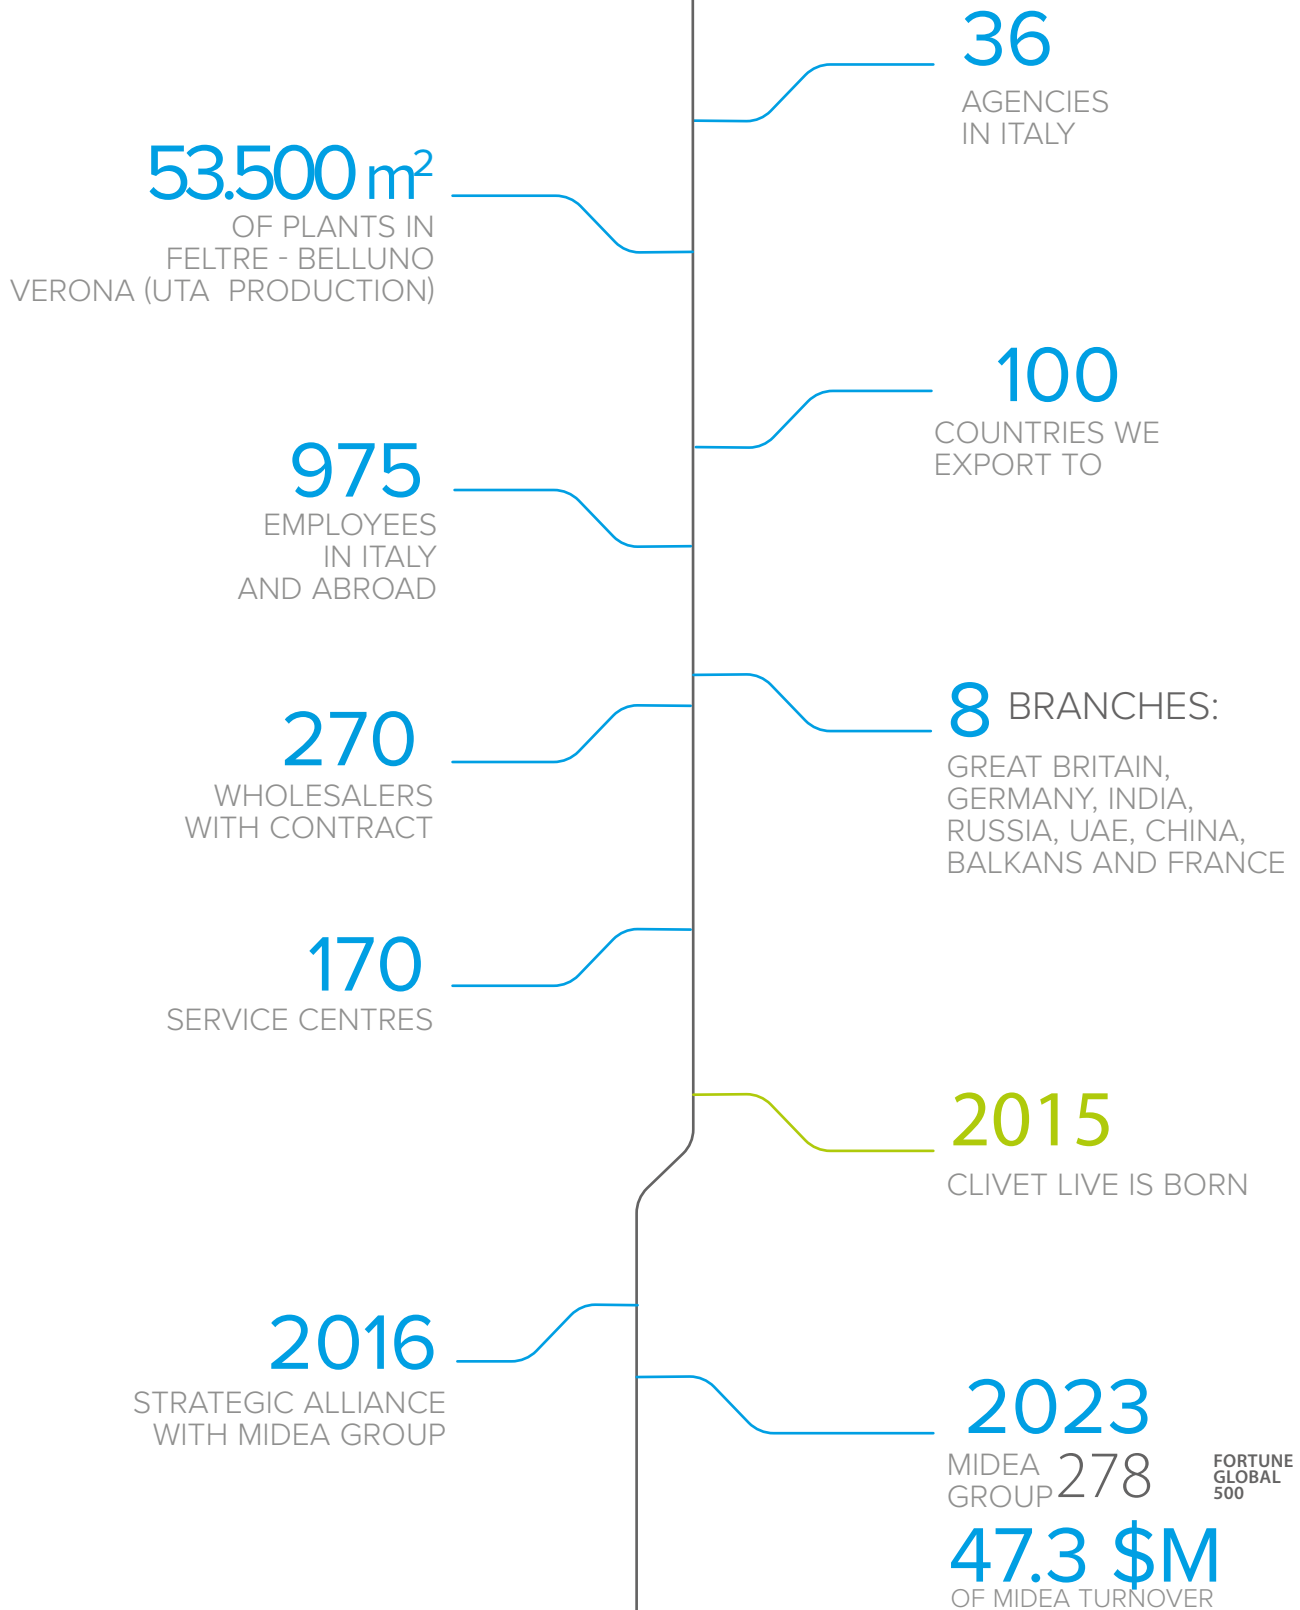 36
AGENCIES
IN ITALY
53.500 m²
OF PLANTS IN
FELTRE - BELLUNO
VERONA (UTA PRODUCTION)
100
COUNTRIES WE
EXPORT TO
975
EMPLOYEES
IN ITALY
AND ABROAD
8 BRANCHES:
GREAT BRITAIN,
GERMANY, INDIA,
RUSSIA, UAE, CHINA,
BALKANS AND FRANCE
270
WHOLESALERS
WITH CONTRACT
170
SERVICE CENTRES
2015
CLIVET LIVE IS BORN
2016
STRATEGIC ALLIANCE
WITH MIDEA GROUP
2023
MIDEA
GROUP 278
FORTUNE
GLOBAL
500
47.3 $M
OF MIDEA TURNOVER